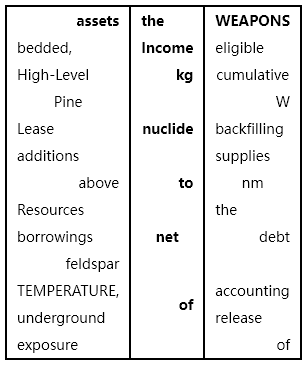 assets the WEAPONS
bedded, Income eligible
High-Level kg cumulative
Pine W
Lease nuclide backfilling
additions supplies
above to nm
Resources the
borrowings net debt
feldspar
TEMPERATURE, accounting
underground of release
exposure of